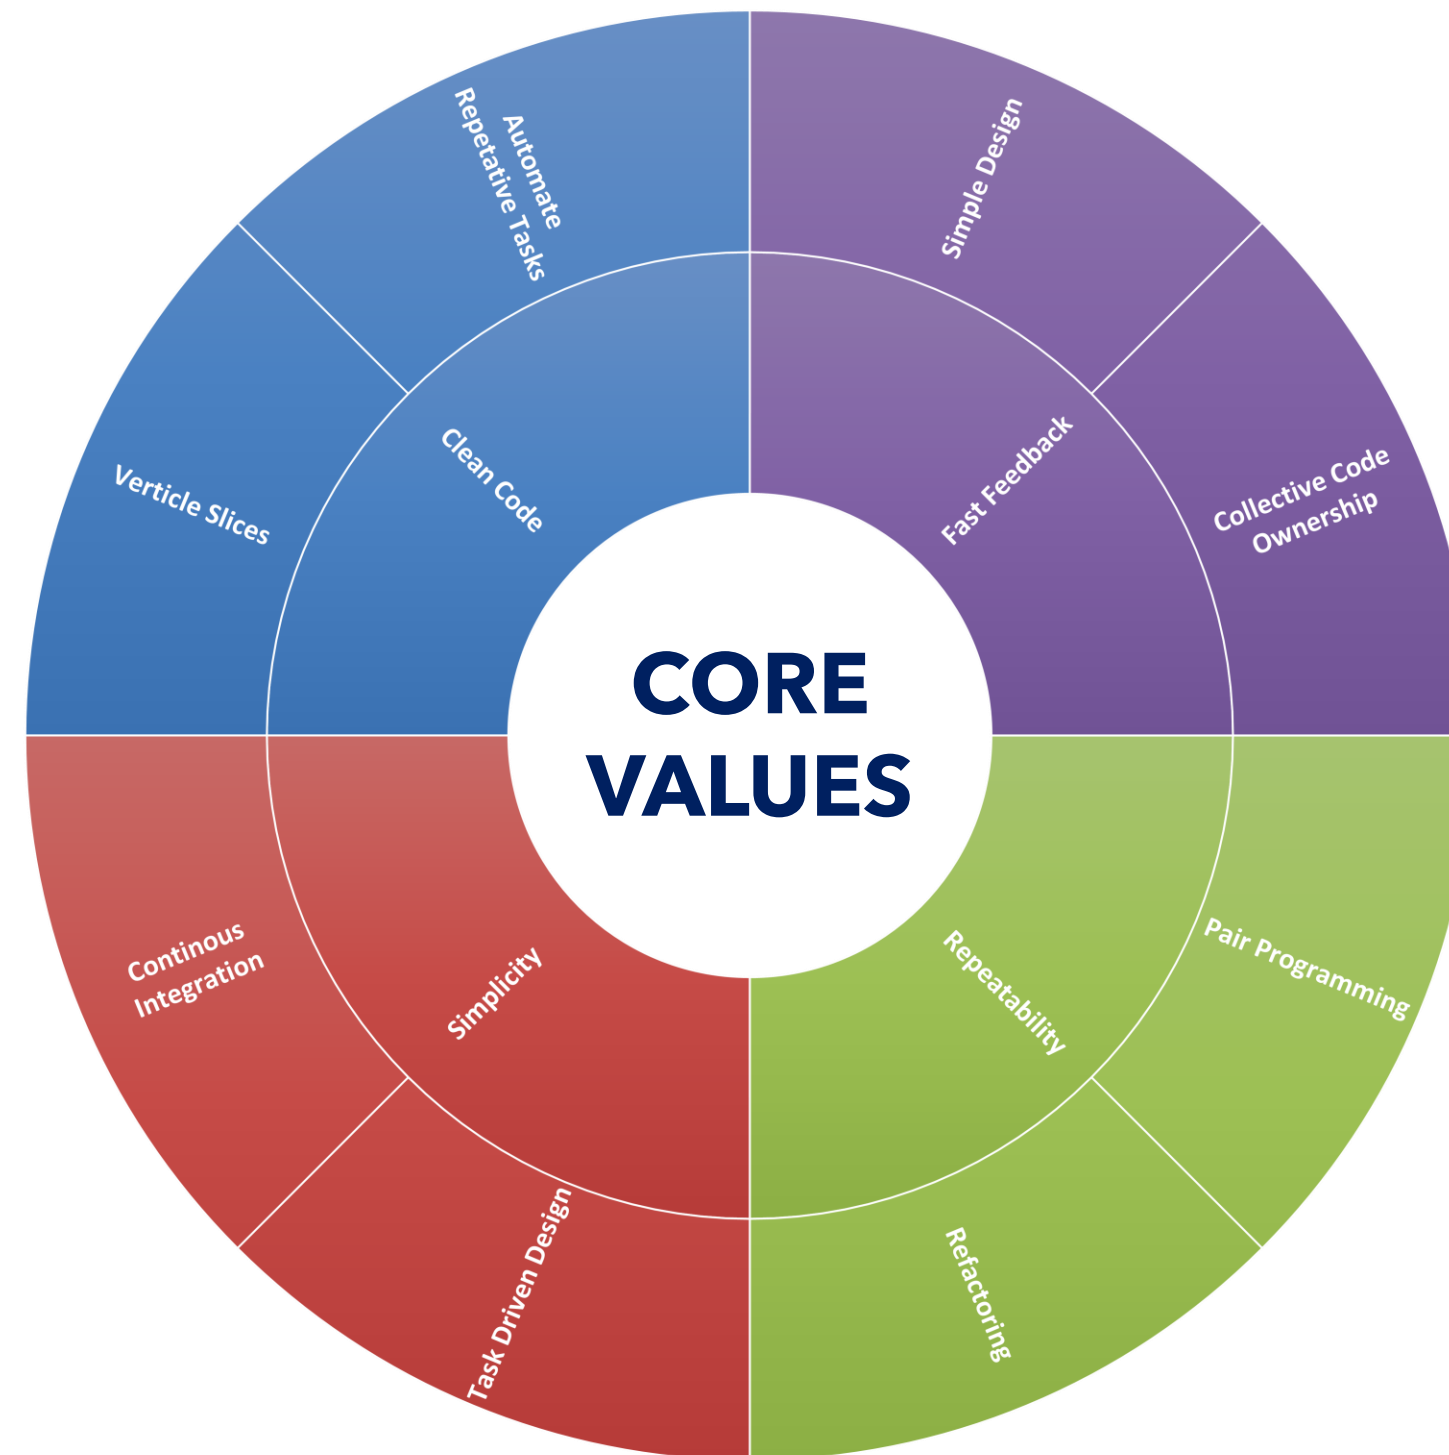 Automate
Repetative Tasks
Simple Design
Verticle Slices
Clean Code
Fast Feedback
Collective Code
Ownership
CORE
VALUES
Continous
Integration
Simplicity
Repeatability
Pair Programming
Task Driven Design
Refactoring